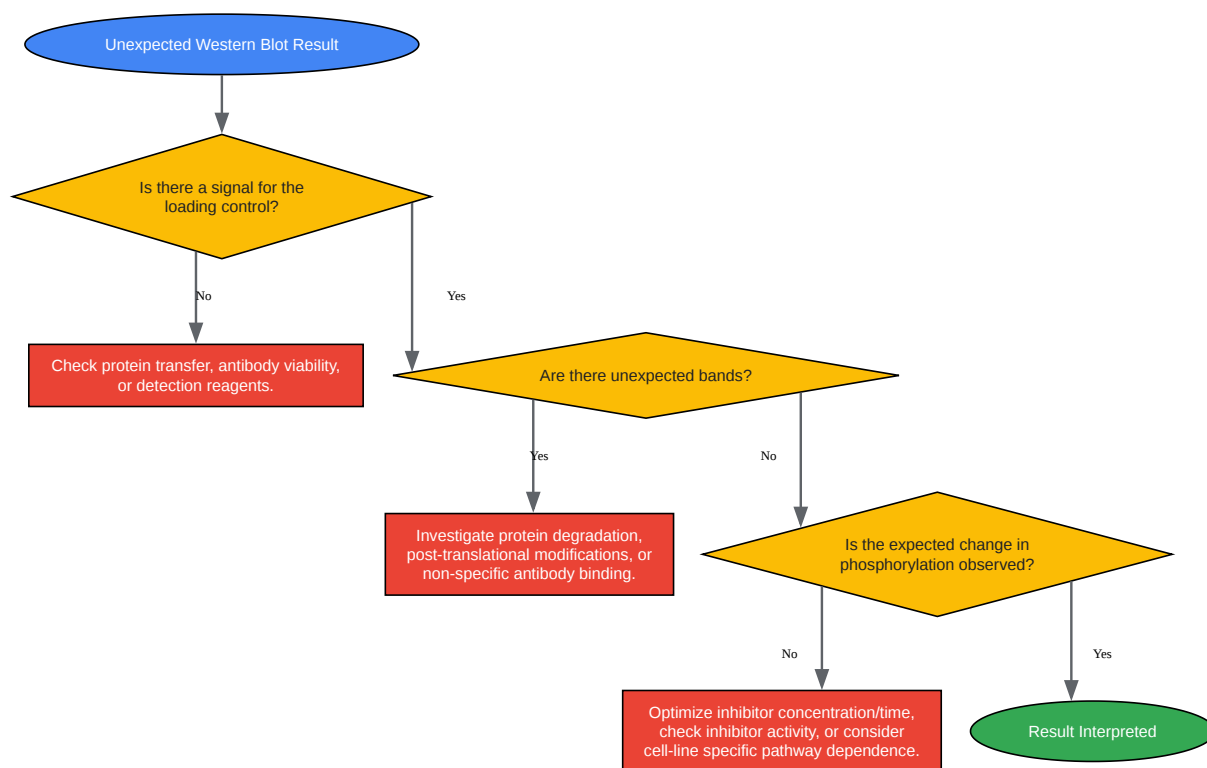 Unexpected Western Blot Result
Is there a signal for the
loading control?
No
Yes
Check protein transfer, antibody viability,
or detection reagents.
Are there unexpected bands?
Yes
No
Investigate protein degradation,
post-translational modifications, or
non-specific antibody binding.
Is the expected change in
phosphorylation observed?
No
Yes
Optimize inhibitor concentration/time,
check inhibitor activity, or consider
cell-line specific pathway dependence.
Result Interpreted